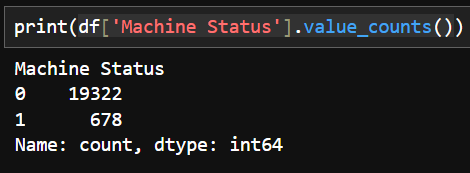 print(df['Machine Status'].value_counts())
Machine Status
0    19322
1      678
Name: count, dtype: int64